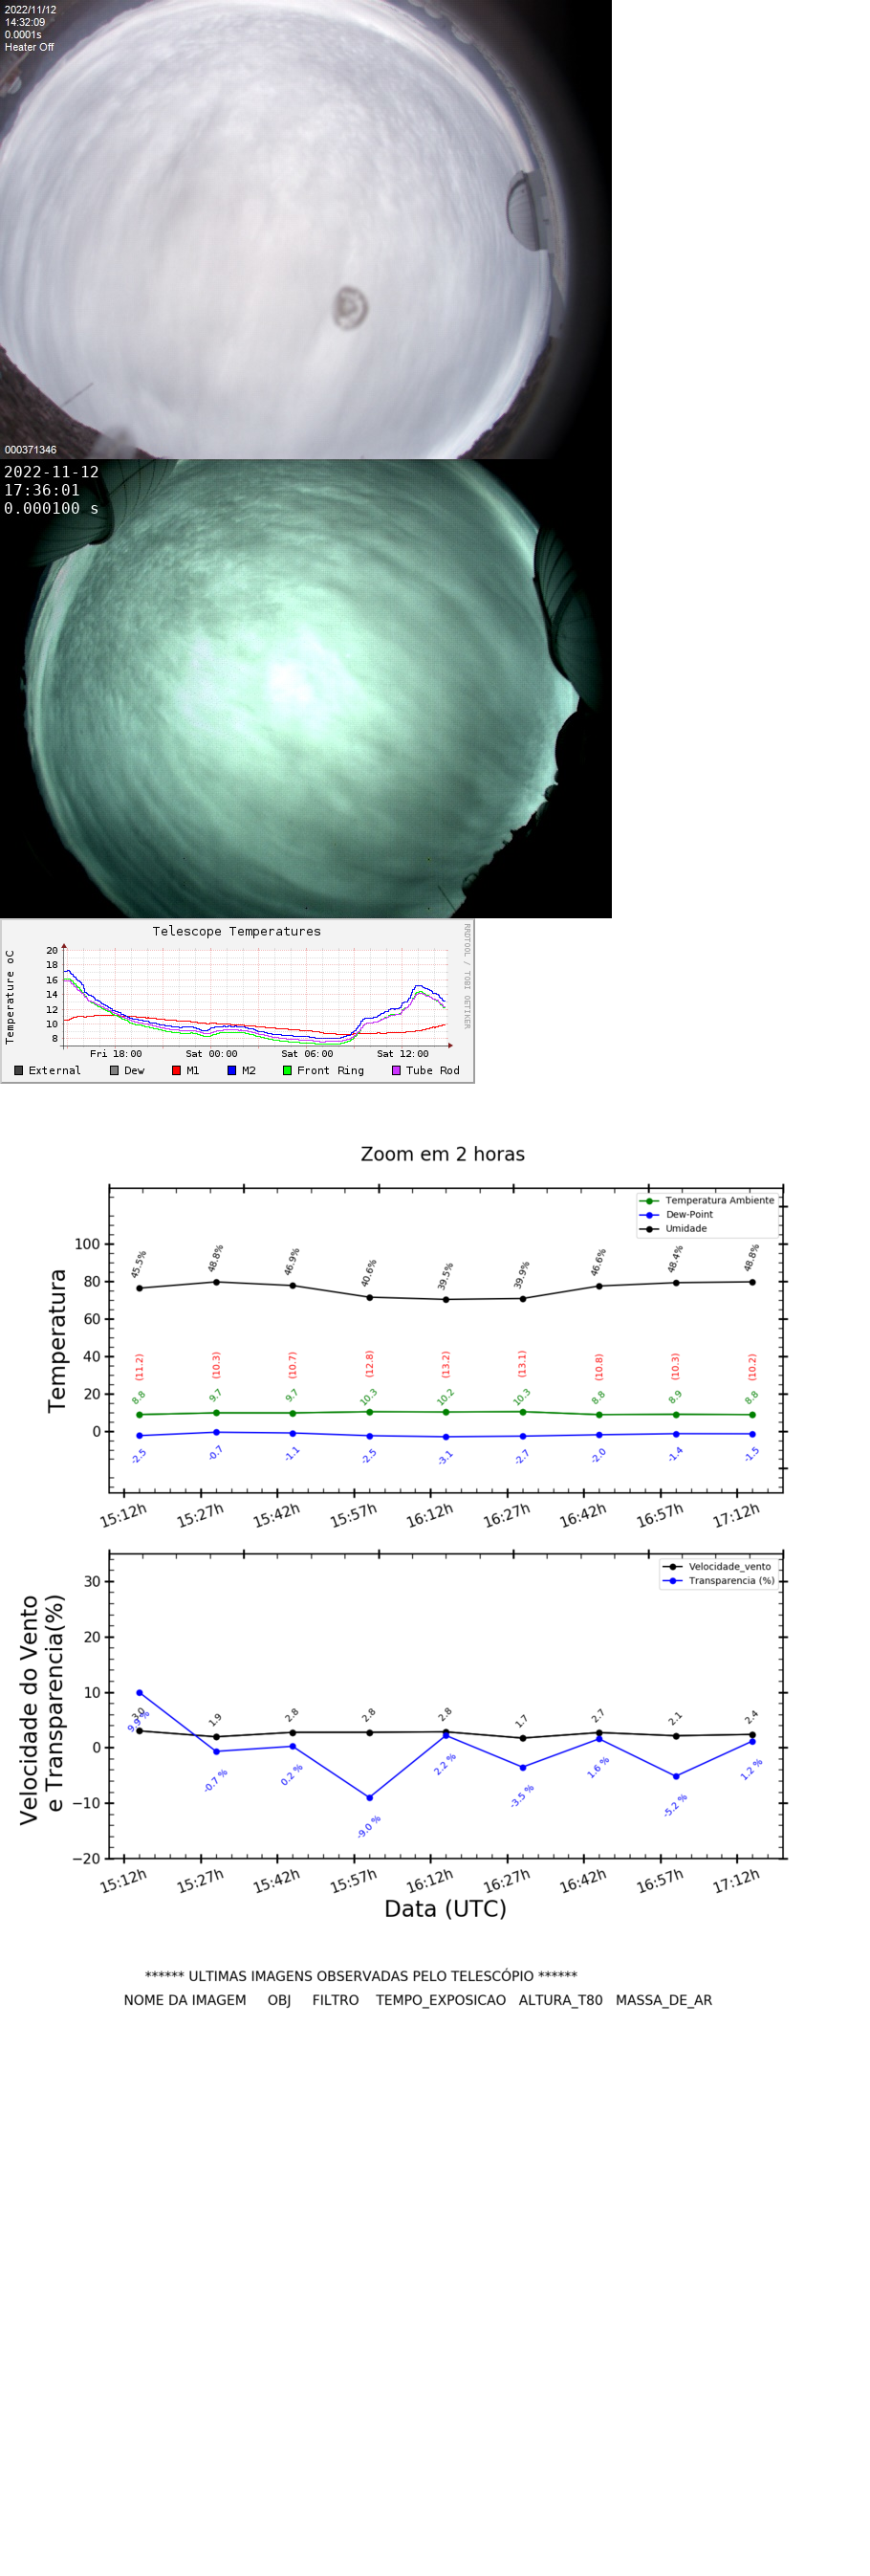 2022/11/12
14:32:09
0.0001s
Heater Off
000371346
2022-11-12
17:36:01
0.000100 s
Telescope Temperatures
RRDTOOL / TOBI OETIKER
Temperature oC
20
18
16
14
12
10
8
Fri 18:00 Sat 00:00 Sat 06:00 Sat 12:00
External Dew M1 M2 Front Ring Tube Rod
Zoom em 2 horas
Temperatura Ambiente
Dew-Point
Umidade
Temperatura
100
80
60
40
20
0
45.5% 48.8% 46.9% 40.6% 39.5% 39.9% 46.6% 48.4% 48.8%
(11.2) (10.3) (10.7) (12.8) (13.2) (13.1) (10.8) (10.3) (10.2)
8.8 9.7 9.7 10.3 10.2 10.3 8.8 8.9 8.8
-2.5 -0.7 -1.1 -2.5 -3.1 -2.7 -2.0 -1.4 -1.5
15:12h 15:27h 15:42h 15:57h 16:12h 16:27h 16:42h 16:57h 17:12h
Velocidade_vento
Transparencia (%)
Velocidade do Vento
e Transparencia(%)
30
20
10
0
−10
−20
3.0 1.9 2.8 2.8 2.8 1.7 2.7 2.1 2.4
9.9 % -0.7 % 0.2 % -9.0 % 2.2 % -3.5 % 1.6 % -5.2 % 1.2 %
15:12h 15:27h 15:42h 15:57h 16:12h 16:27h 16:42h 16:57h 17:12h
Data (UTC)
****** ULTIMAS IMAGENS OBSERVADAS PELO TELESCÓPIO ******
NOME DA IMAGEM OBJ FILTRO TEMPO_EXPOSICAO ALTURA_T80 MASSA_DE_AR